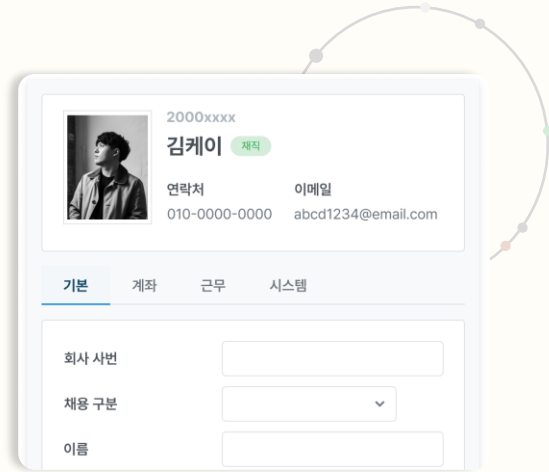 2000xxxx
김케이 재직
연락처 이메일
010-0000-0000 abcd1234@email.com
기본 계좌 근무 시스템
회사 사번
채용 구분
이름